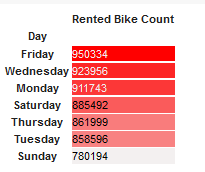 Rented Bike Count
Day
Friday 950334
Wednesday 923956
Monday 911743
Saturday 885492
Thursday 861999
Tuesday 858596
Sunday 780194